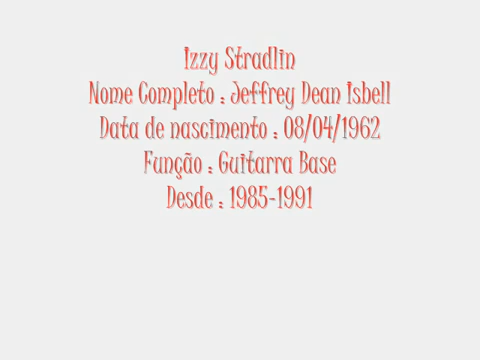 Izzy Stradlin
Nome Completo : Jeffrey Dean Isbell
Data de nascimento : 08/04/1962
Função : Guitarra Base
Desde : 1985-1991